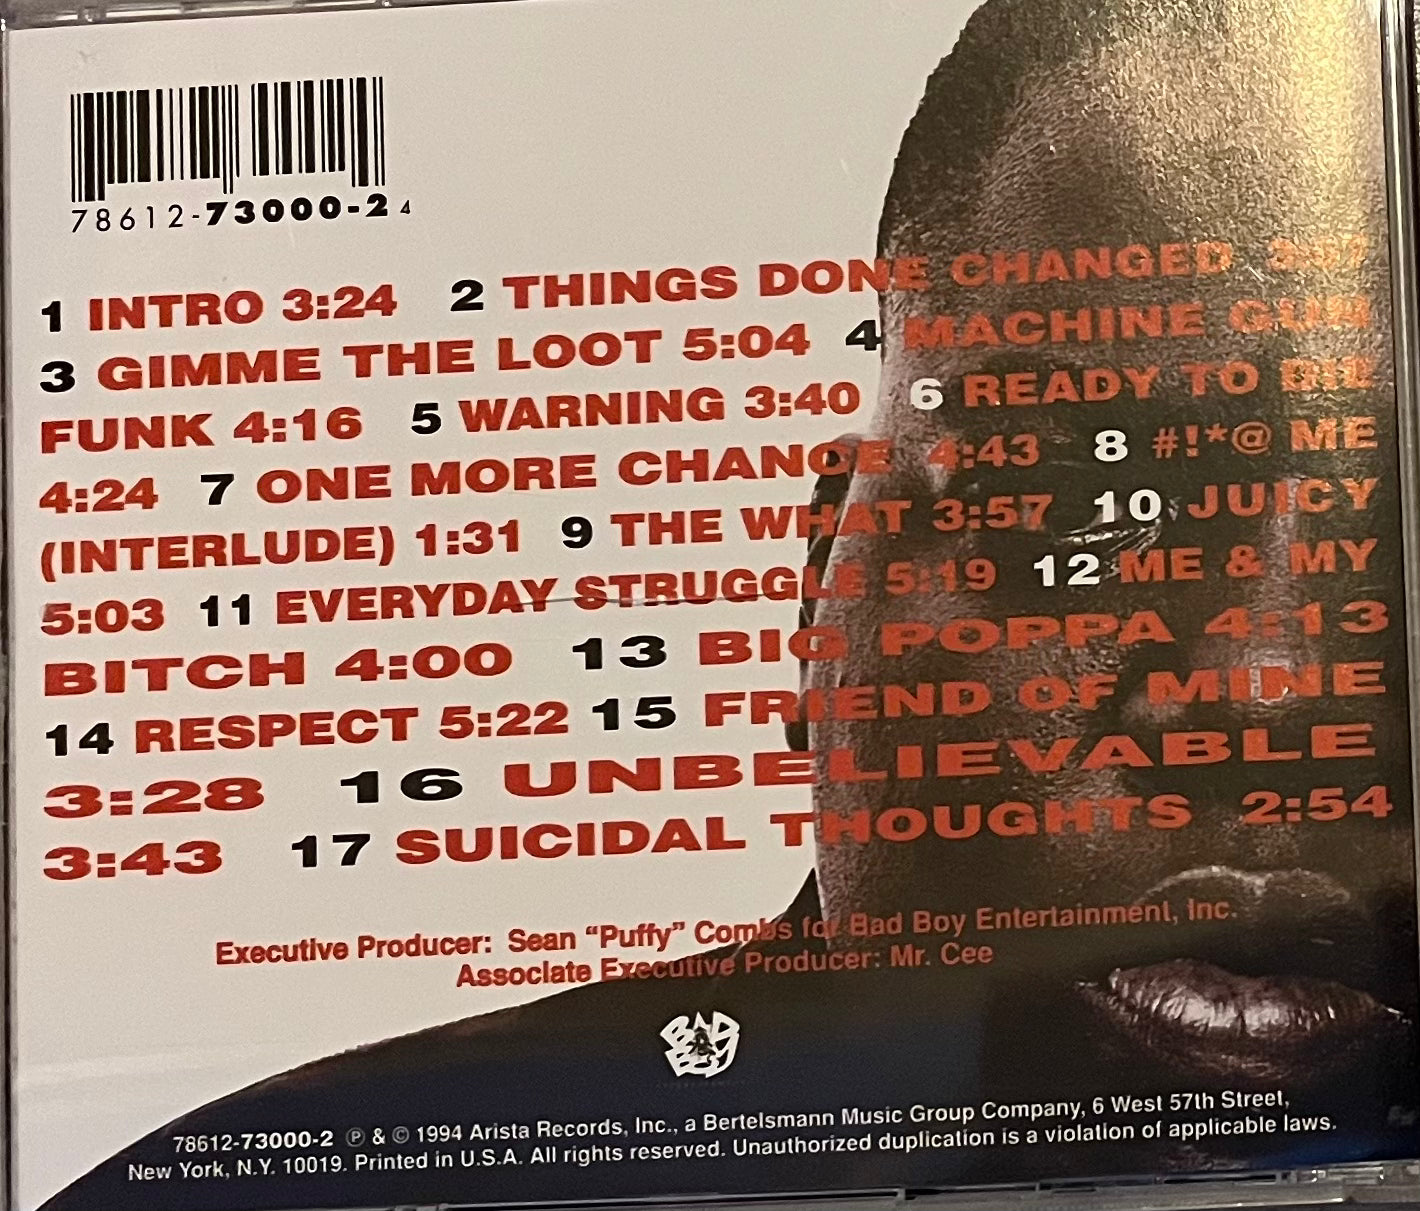 78612-73000-2 4
1 INTRO 3:24 2 THINGS DONE CHANGED 3:57
3 GIMME THE LOOT 5:04 4 MACHINE GUN
FUNK 4:16 5 WARNING 3:40 6 READY TO DIE
4:24 7 ONE MORE CHANCE 4:43 8 #!*@ ME
(INTERLUDE) 1:31 9 THE WHAT 3:57 10 JUICY
5:03 11 EVERYDAY STRUGGLE 5:19 12 ME & MY
BITCH 4:00 13 BIG POPPA 4:13
14 RESPECT 5:22 15 FRIEND OF MINE
3:28 16 UNBELIEVABLE
3:43 17 SUICIDAL THOUGHTS 2:54
Executive Producer: Sean “Puffy” Combs for Bad Boy Entertainment, Inc.
Associate Executive Producer: Mr. Cee
BAD
BOY
78612-73000-2 ℗ & © 1994 Arista Records, Inc., a Bertelsmann Music Group Company, 6 West 57th Street,
New York, N.Y. 10019. Printed in U.S.A. All rights reserved. Unauthorized duplication is a violation of applicable laws.